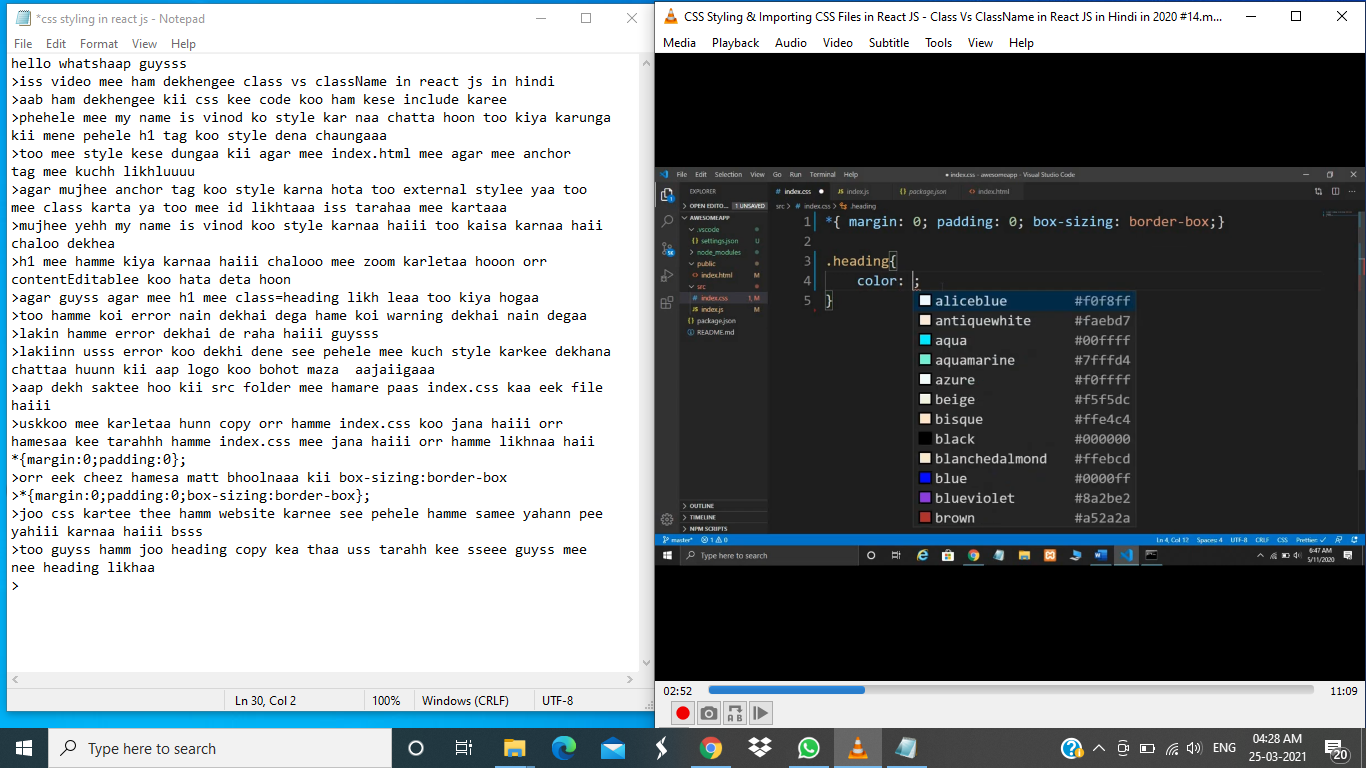 *css styling in react js - Notepad
File Edit Format View Help
hello whatshaap guysss
>iss video mee ham dekhengee class vs className in react js in hindi
>aab ham dekhengee kii css kee code koo ham kese include karee
>phehele mee my name is vinod ko style kar naa chatta hoon too kiya karunga
kii mene pehele h1 tag koo style dena chaungaaa
>too mee style kese dungaa kii agar mee index.html mee agar mee anchor
tag mee kuchh likhluuuu
>agar mujhee anchor tag koo style karna hota too external stylee yaa too
mee class karta ya too mee id likhtaaa iss tarahaa mee kartaaa
>mujhee yehh my name is vinod koo style karnaa haiii too kaisa karnaa haii
chaloo dekhea
>h1 mee hamme kiya karnaa haiii chalooo mee zoom karletaa hooon orr
contentEditablee koo hata deta hoon
>agar guyss agar mee h1 mee class=heading likh leaa too kiya hogaa
>too hamme koi error nain dekhai dega hame koi warning dekhai nain degaa
>lakin hamme error dekhai de raha haiii guysss
>lakiinn usss error koo dekhi dene see pehele mee kuch style karkee dekhana
chattaa huunn kii aap logo koo bohot maza  aajaiigaaa
>aap dekh saktee hoo kii src folder mee hamare paas index.css kaa eek file
haiii
>uskkoo mee karletaa hunn copy orr hamme index.css koo jana haiii orr
hamesaa kee tarahhh hamme index.css mee jana haiii orr hamme likhnaa haii
*{margin:0;padding:0};
>orr eek cheez hamesa matt bhoolnaaa kii box-sizing:border-box
>*{margin:0;padding:0;box-sizing:border-box};
>joo css kartee thee hamm website karnee see pehele hamme samee yahann pee
yahiii karnaa haiii bsss
>too guyss hamm joo heading copy kea thaa uss tarahh kee sseee guyss mee
nee heading likhaa
>
Ln 30, Col 2 100% Windows (CRLF) UTF-8
CSS Styling & Importing CSS Files in React JS - Class Vs ClassName in React JS in Hindi in 2020 #14.m...
Media Playback Audio Video Subtitle Tools View Help
File Edit Selection View Go Run Terminal Help
● index.css - awesomeapp - Visual Studio Code
EXPLORER
index.css ● index.js package.json index.html
OPEN EDITO... 1 UNSAVED
src > index.css > .heading
AWESOMEAPP
.vscode
settings.json U
node_modules
public
index.html M
src
index.css 1, M
index.js M
package.json
README.md
OUTLINE
TIMELINE
NPM SCRIPTS
1 *{ margin: 0; padding: 0; box-sizing: border-box;}
2
3 .heading{
4 color: ;
5 }
aliceblue #f0f8ff
antiquewhite #faebd7
aqua #00ffff
aquamarine #7fffd4
azure #f0ffff
beige #f5f5dc
bisque #ffe4c4
black #000000
blanchedalmond #ffebcd
blue #0000ff
blueviolet #8a2be2
brown #a52a2a
master* 1 0 Ln 4, Col 12 Spaces: 4 UTF-8 CRLF CSS Prettier: ✓
Type here to search
6:47 AM
5/11/2020
02:52 11:09
A B
Type here to search
ENG
04:28 AM
25-03-2021
20